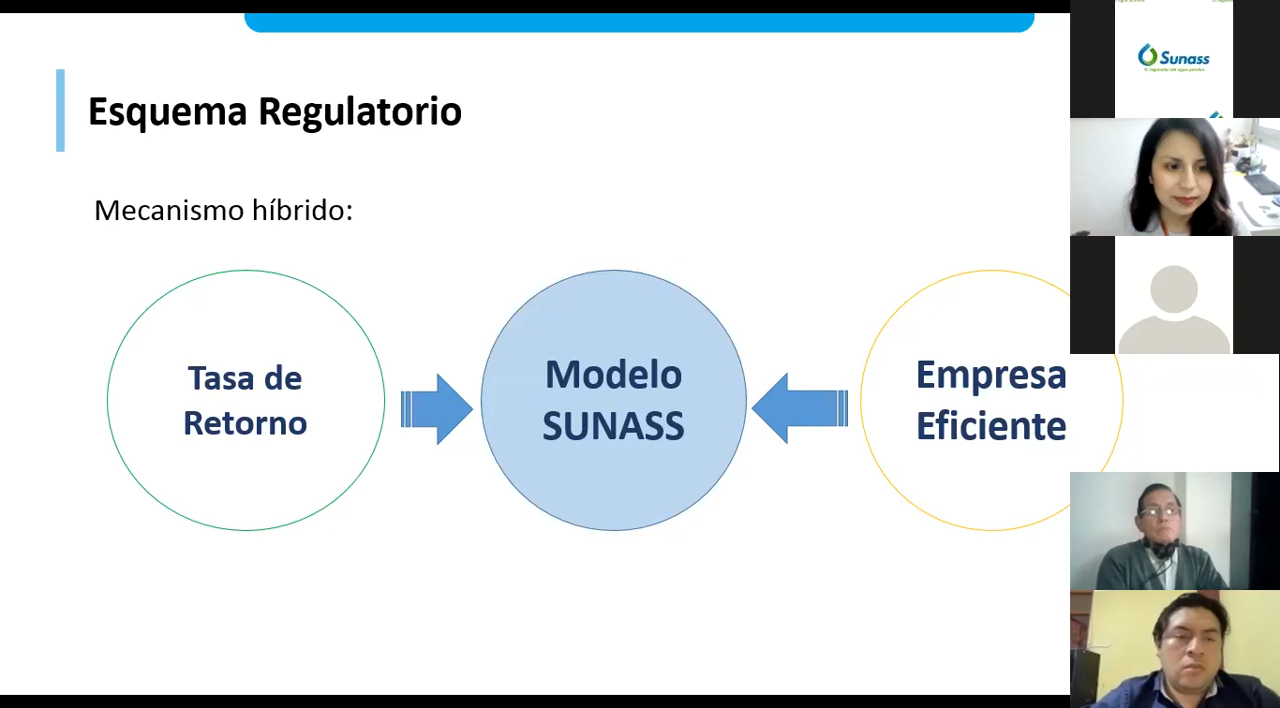 Esquema Regulatorio
Mecanismo híbrido:
Tasa de
Retorno
Modelo
SUNASS
Empresa
Eficiente
Sunass